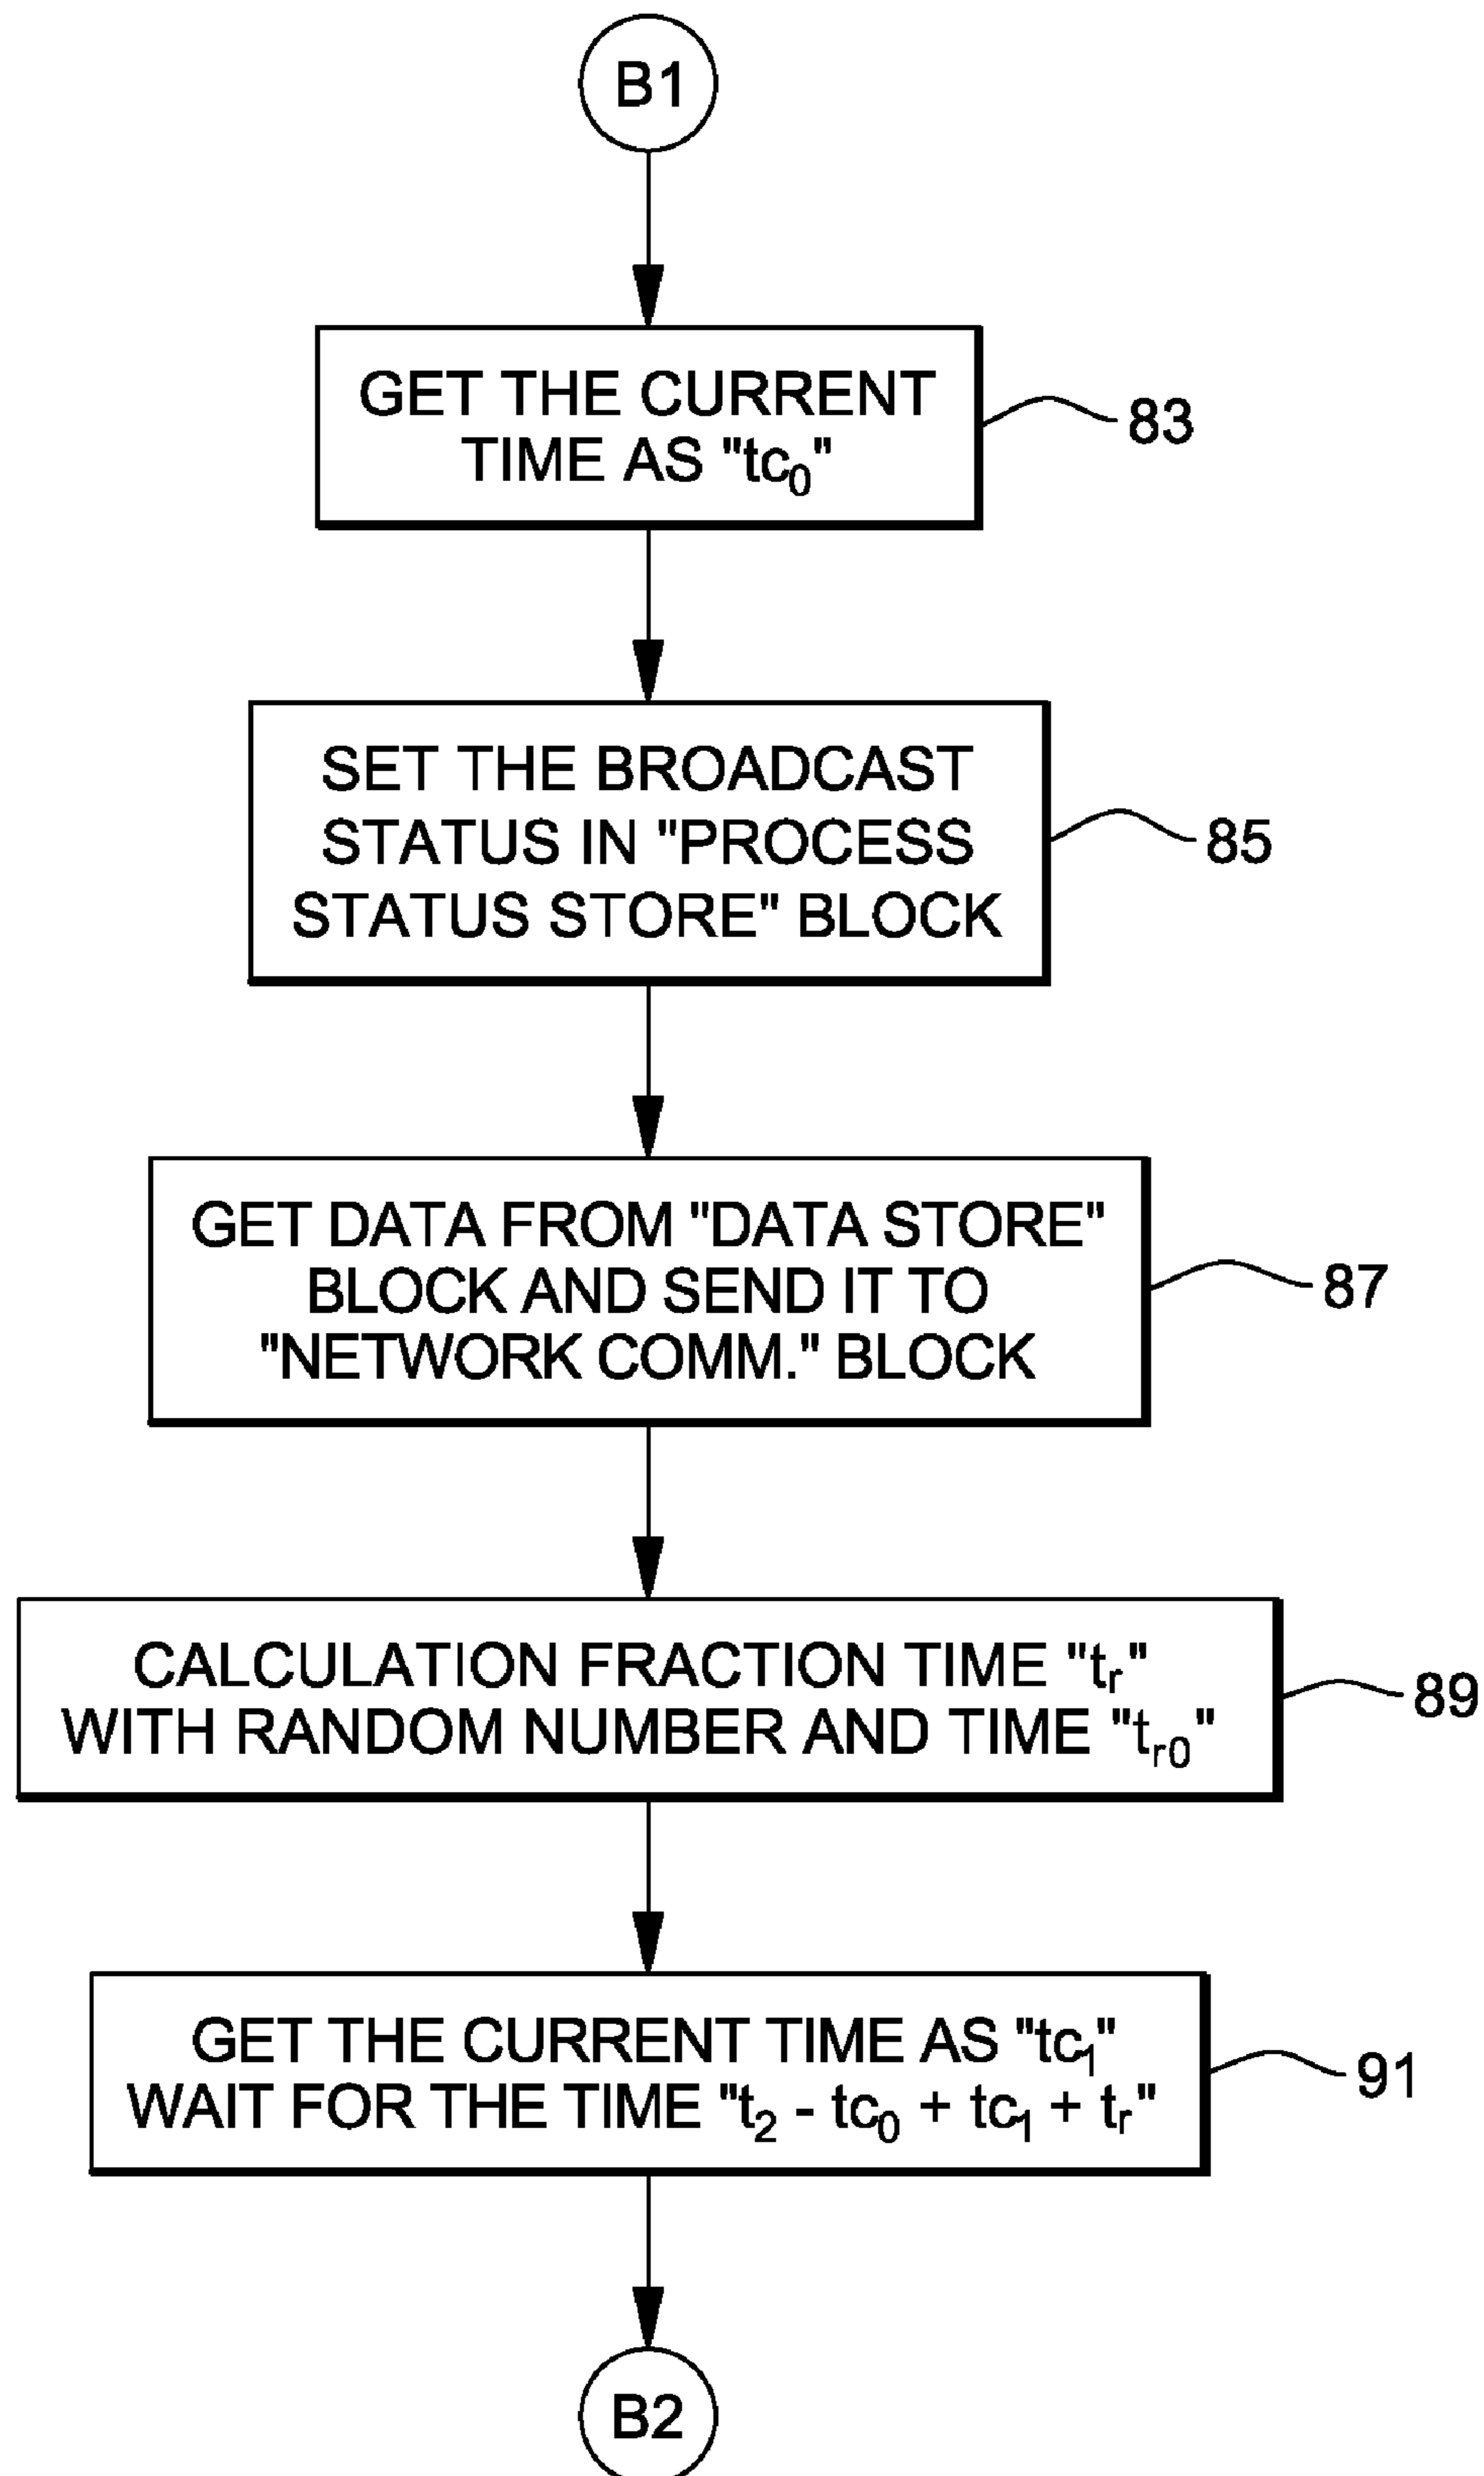 B1
GET THE CURRENT
TIME AS "tc₀"
83
SET THE BROADCAST
STATUS IN "PROCESS
STATUS STORE" BLOCK
85
GET DATA FROM "DATA STORE"
BLOCK AND SEND IT TO
"NETWORK COMM." BLOCK
87
CALCULATION FRACTION TIME "tᵣ"
WITH RANDOM NUMBER AND TIME "tᵣ₀"
89
GET THE CURRENT TIME AS "tc₁"
WAIT FOR THE TIME "t₂ - tc₀ + tc₁ + tᵣ"
91
B2